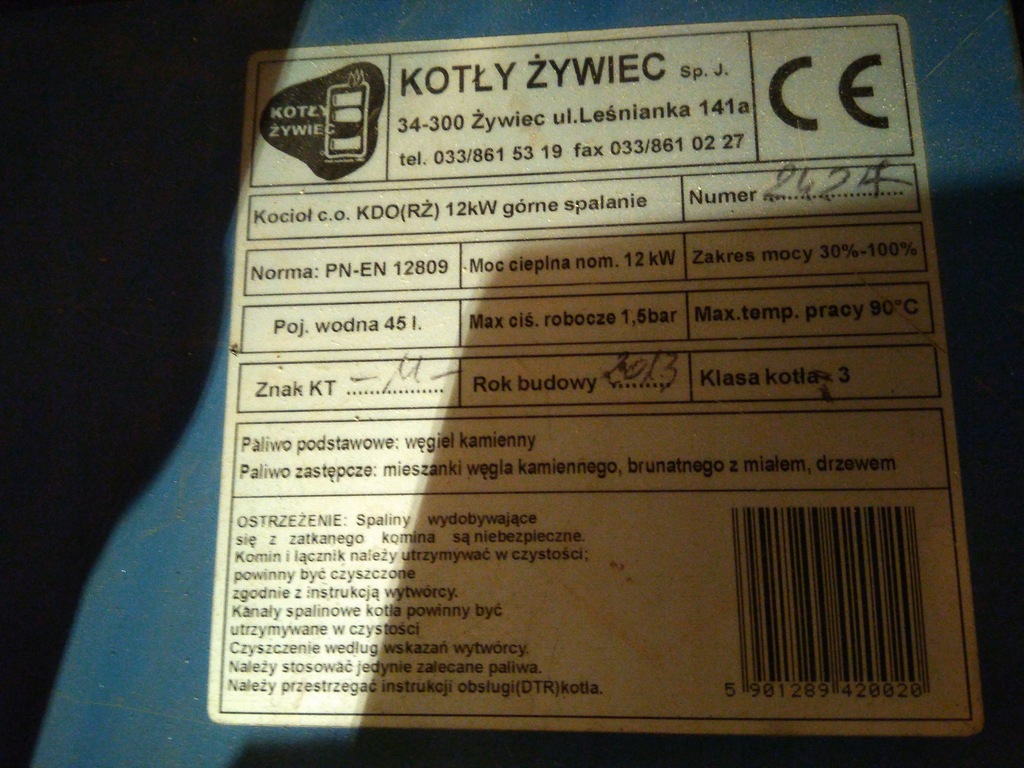 KOTŁY
ŻYWIEC
KOTŁY ŻYWIEC Sp. J.
34-300 Żywiec ul.Leśnianka 141a
tel. 033/861 53 19 fax 033/861 02 27
CE
Kocioł c.o. KDO(RŻ) 12kW górne spalanie
Numer ..................
Norma: PN-EN 12809
Moc cieplna nom. 12 kW
Zakres mocy 30%-100%
Poj. wodna 45 l.
Max ciś. robocze 1,5bar
Max.temp. pracy 90°C
Znak KT - M -
Rok budowy 2013
Klasa kotła- 3
Paliwo podstawowe: węgiel kamienny
Paliwo zastępcze: mieszanki węgla kamiennego, brunatnego z miałem, drzewem
OSTRZEŻENIE: Spaliny wydobywające
się z zatkanego komina są niebezpieczne.
Komin i łącznik należy utrzymywać w czystości;
powinny być czyszczone
zgodnie z instrukcją wytwórcy.
Kanały spalinowe kotła powinny być
utrzymywane w czystości
Czyszczenie według wskazań wytwórcy.
Należy stosować jedynie zalecane paliwa.
Należy przestrzegać instrukcji obsługi(DTR)kotła.
5 901289 420020